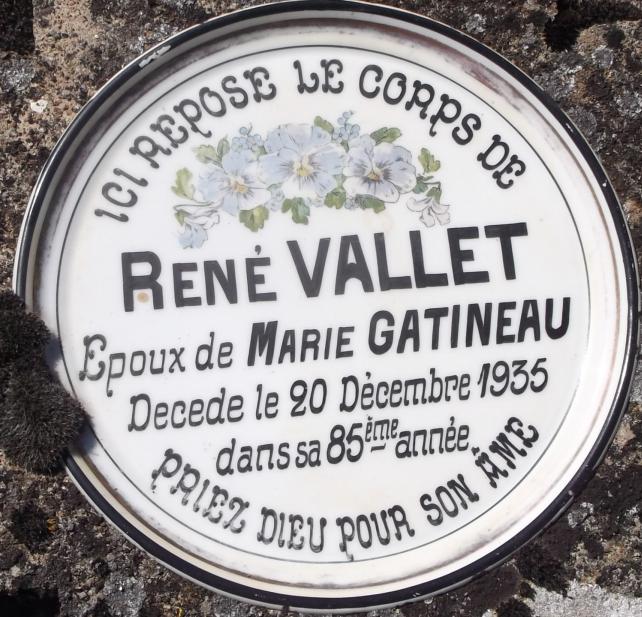 ICI REPOSE LE CORPS DE
RENÉ VALLET
Epoux de MARIE GATINEAU
Decede le 20 Décembre 1935
dans sa 85ème année
PRIEZ DIEU POUR SON ÂME